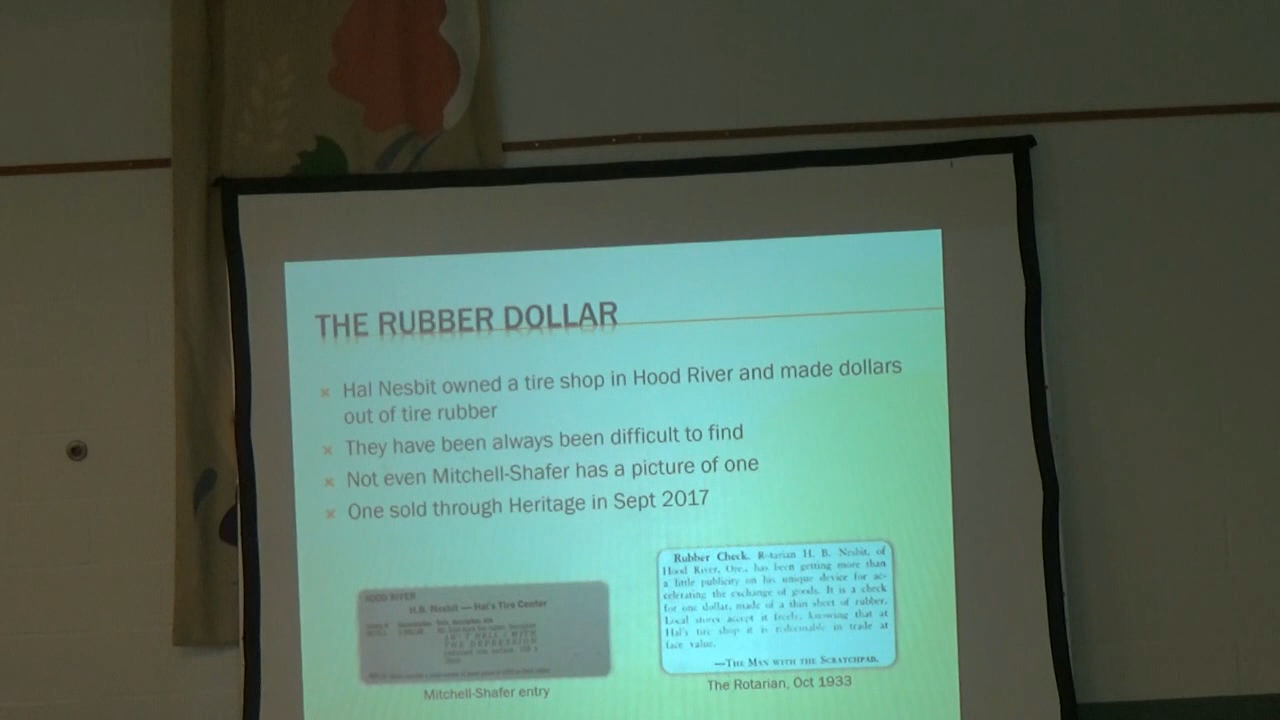 THE RUBBER DOLLAR
Hal Nesbit owned a tire shop in Hood River and made dollars
out of tire rubber
They have been always been difficult to find
Not even Mitchell-Shafer has a picture of one
One sold through Heritage in Sept 2017
HOOD RIVER
H.B. Nesbit — Hal's Tire Center
TO HELL WITH
THE DEPRESSION
Mitchell-Shafer entry
Rubber Check. Rotarian H. B. Nesbit, of
Hood River, Ore., has been getting more than
a little publicity on his unique device for ac-
celerating the exchange of goods. It is a check
for one dollar, made of a thin sheet of rubber.
Local stores accept it freely, knowing that at
Hal's tire shop it is redeemable in trade at
face value.
—THE MAN WITH THE SCRATCHPAD.
The Rotarian, Oct 1933